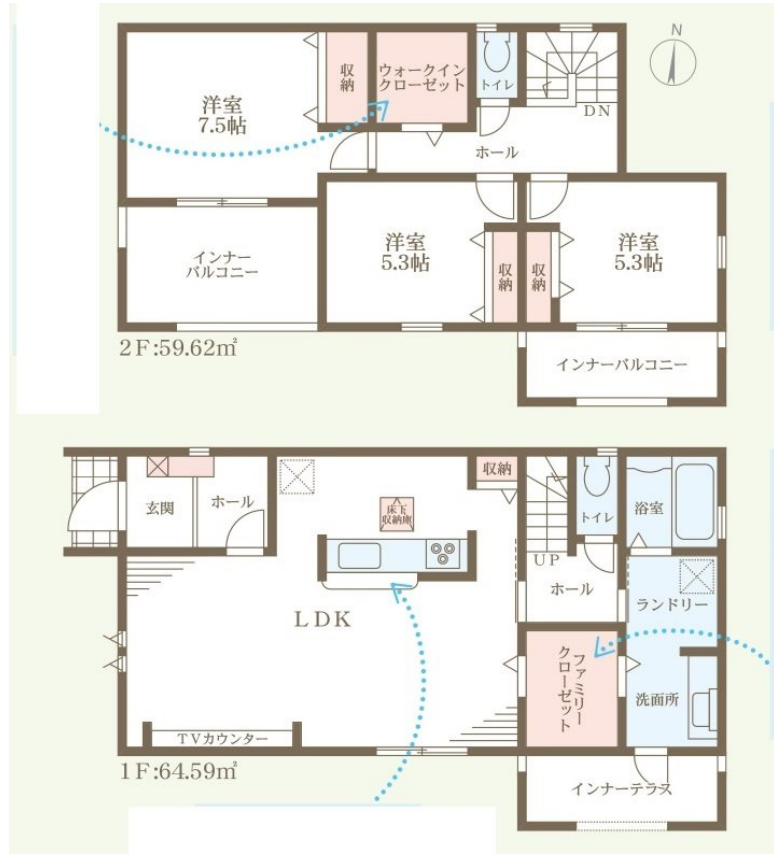 N
洋室
7.5帖
収納
ウォークイン
クローゼット
トイレ
DN
ホール
インナー
バルコニー
洋室
5.3帖
収納
収納
洋室
5.3帖
インナーバルコニー
2F:59.62㎡
玄関
ホール
収納
床下
収納庫
トイレ
浴室
UP
ホール
ランドリー
LDK
ファミリー
クローゼット
洗面所
TVカウンター
1F:64.59㎡
インナーテラス